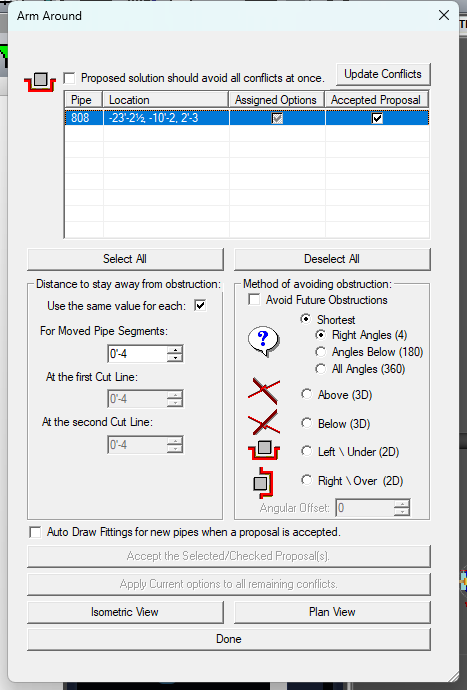 Arm Around
Proposed solution should avoid all conflicts at once.
Update Conflicts
Pipe Location Assigned Options Accepted Proposal
808 -23'-2½, -10'-2, 2'-3
Select All
Deselect All
Distance to stay away from obstruction:
Use the same value for each:
For Moved Pipe Segments:
0'-4
At the first Cut Line:
0'-4
At the second Cut Line:
0'-4
Method of avoiding obstruction:
Avoid Future Obstructions
Shortest
Right Angles (4)
Angles Below (180)
All Angles (360)
Above (3D)
Below (3D)
Left \ Under (2D)
Right \ Over (2D)
Angular Offset: 0
Auto Draw Fittings for new pipes when a proposal is accepted.
Accept the Selected/Checked Proposal(s).
Apply Current options to all remaining conflicts.
Isometric View
Plan View
Done